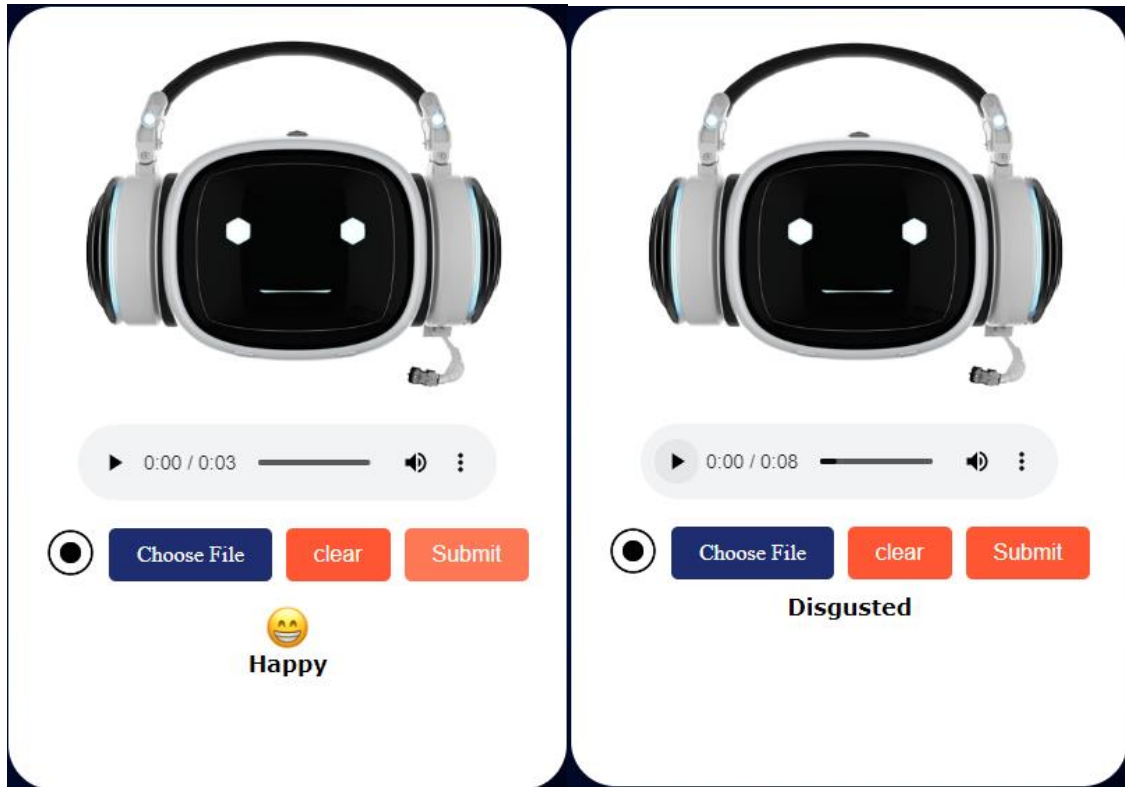 0:00 / 0:03
Choose File clear Submit
Happy
0:00 / 0:08
Choose File clear Submit
Disgusted